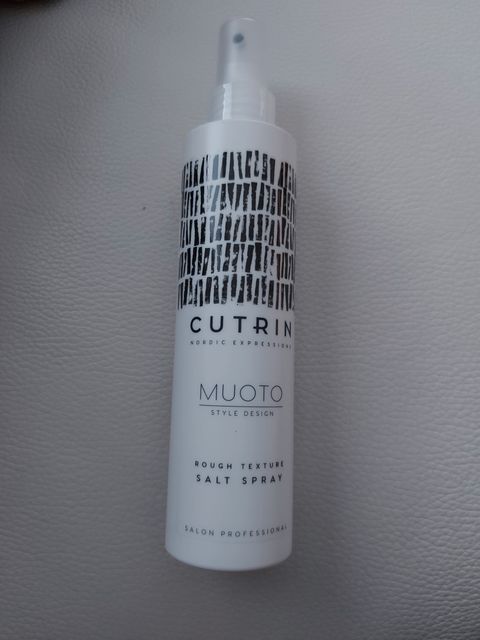 CUTRIN
NORDIC EXPRESSIONS
MUOTO
STYLE DESIGN
ROUGH TEXTURE
SALT SPRAY
SALON PROFESSIONAL